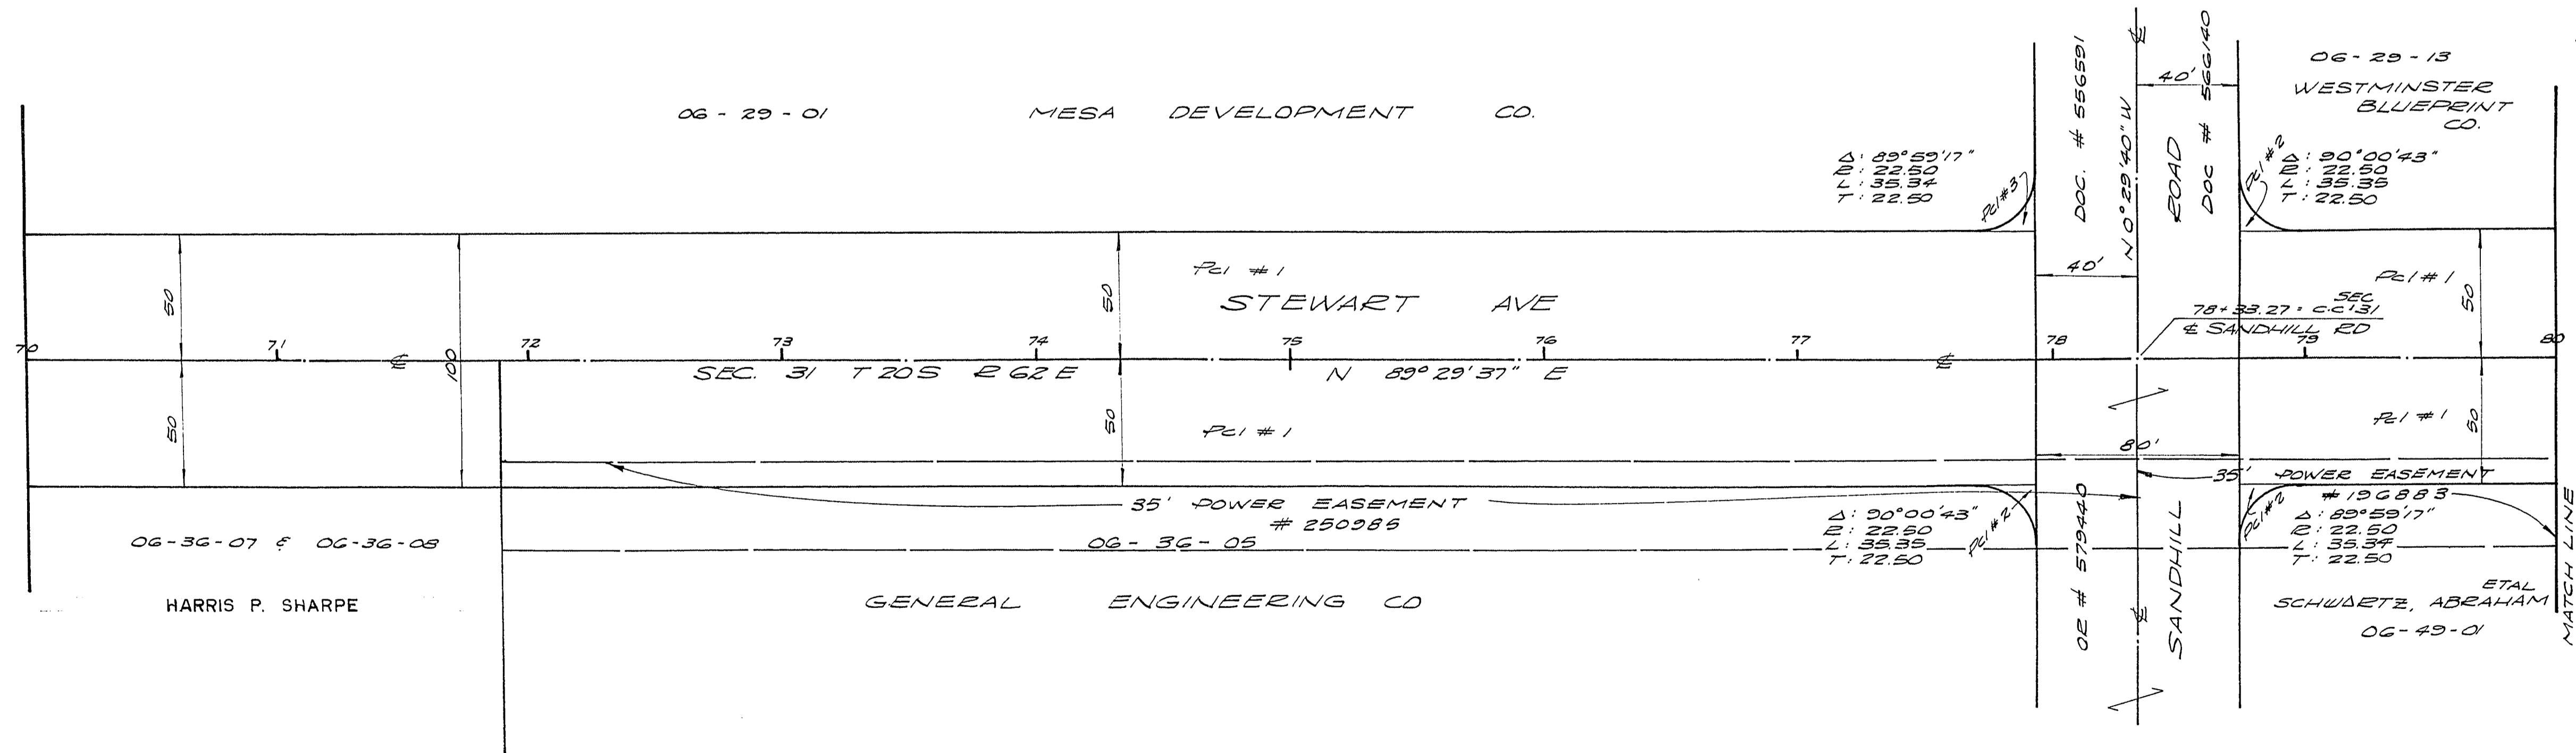 06-29-01 MESA DEVELOPMENT CO.
DOC. # 556591
N 0°29'40" W
℄
40'
ROAD
DOC # 566140
06-29-13
WESTMINSTER
BLUEPRINT
CO.
Δ: 89°59'17"
R: 22.50
L: 35.34
T: 22.50
Pcl #3
Pcl #2
Δ: 90°00'43"
R: 22.50
L: 35.35
T: 22.50
50
100
50
Pcl #1
STEWART AVE
40'
Pcl #1
50
SEC
78+33.27 = C.C. 31
℄ SANDHILL RD
70 71 72 73 74 75 76 77 78 79 80
℄
℄
SEC. 31 T 20S R 62 E N 89°29'37" E
50
50
Pcl #1
Pcl #1
50
80'
35' POWER EASEMENT
# 250985
35' POWER EASEMENT
# 196883
06-36-07 & 06-36-08
HARRIS P. SHARPE
06-36-05
GENERAL ENGINEERING CO
Δ: 90°00'43"
R: 22.50
L: 35.35
T: 22.50
Pcl #2
OR # 579440
℄
SANDHILL
Pcl #2
Δ: 89°59'17"
R: 22.50
L: 35.34
T: 22.50
ETAL
SCHWARTZ, ABRAHAM
06-49-01
MATCH LINE